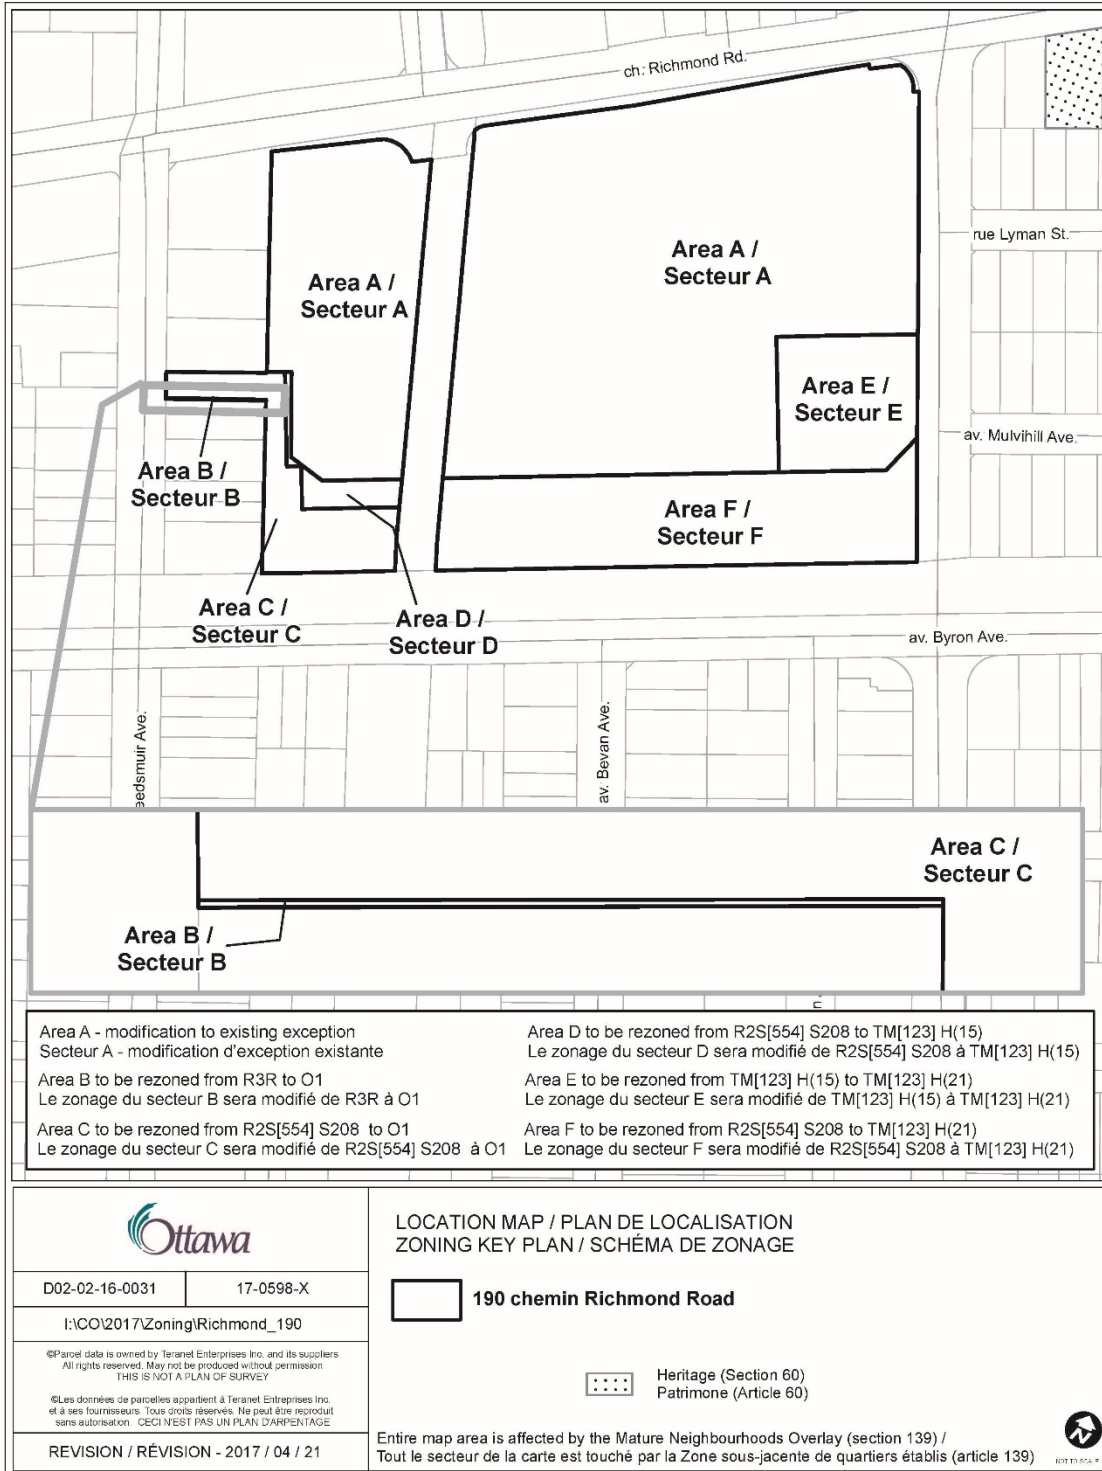 ch. Richmond Rd.
rue Lyman St.
Area A /
Secteur A
Area A /
Secteur A
Area E /
Secteur E
av. Mulvihill Ave.
Area B /
Secteur B
Area F /
Secteur F
Area C /
Secteur C
Area D /
Secteur D
av. Byron Ave.
eedsmuir Ave.
av. Bevan Ave.
Area C /
Secteur C
Area B /
Secteur B
Area A - modification to existing exception
Secteur A - modification d'exception existante
Area B to be rezoned from R3R to O1
Le zonage du secteur B sera modifié de R3R à O1
Area C to be rezoned from R2S[554] S208 to O1
Le zonage du secteur C sera modifié de R2S[554] S208 à O1
Area D to be rezoned from R2S[554] S208 to TM[123] H(15)
Le zonage du secteur D sera modifié de R2S[554] S208 à TM[123] H(15)
Area E to be rezoned from TM[123] H(15) to TM[123] H(21)
Le zonage du secteur E sera modifié de TM[123] H(15) à TM[123] H(21)
Area F to be rezoned from R2S[554] S208 to TM[123] H(21)
Le zonage du secteur F sera modifié de R2S[554] S208 à TM[123] H(21)
Ottawa
D02-02-16-0031
17-0598-X
I:\CO\2017\Zoning\Richmond_190
©Parcel data is owned by Teranet Enterprises Inc. and its suppliers
All rights reserved. May not be produced without permission
THIS IS NOT A PLAN OF SURVEY
©Les données de parcelles appartient à Teranet Entreprises Inc.
et à ses fournisseurs. Tous droits réservés. Ne peut être reproduit
sans autorisation. CECI N'EST PAS UN PLAN D'ARPENTAGE
REVISION / RÉVISION - 2017 / 04 / 21
LOCATION MAP / PLAN DE LOCALISATION
ZONING KEY PLAN / SCHÉMA DE ZONAGE
190 chemin Richmond Road
Heritage (Section 60)
Patrimone (Article 60)
Entire map area is affected by the Mature Neighbourhoods Overlay (section 139) /
Tout le secteur de la carte est touché par la Zone sous-jacente de quartiers établis (article 139)
NOT TO SCALE